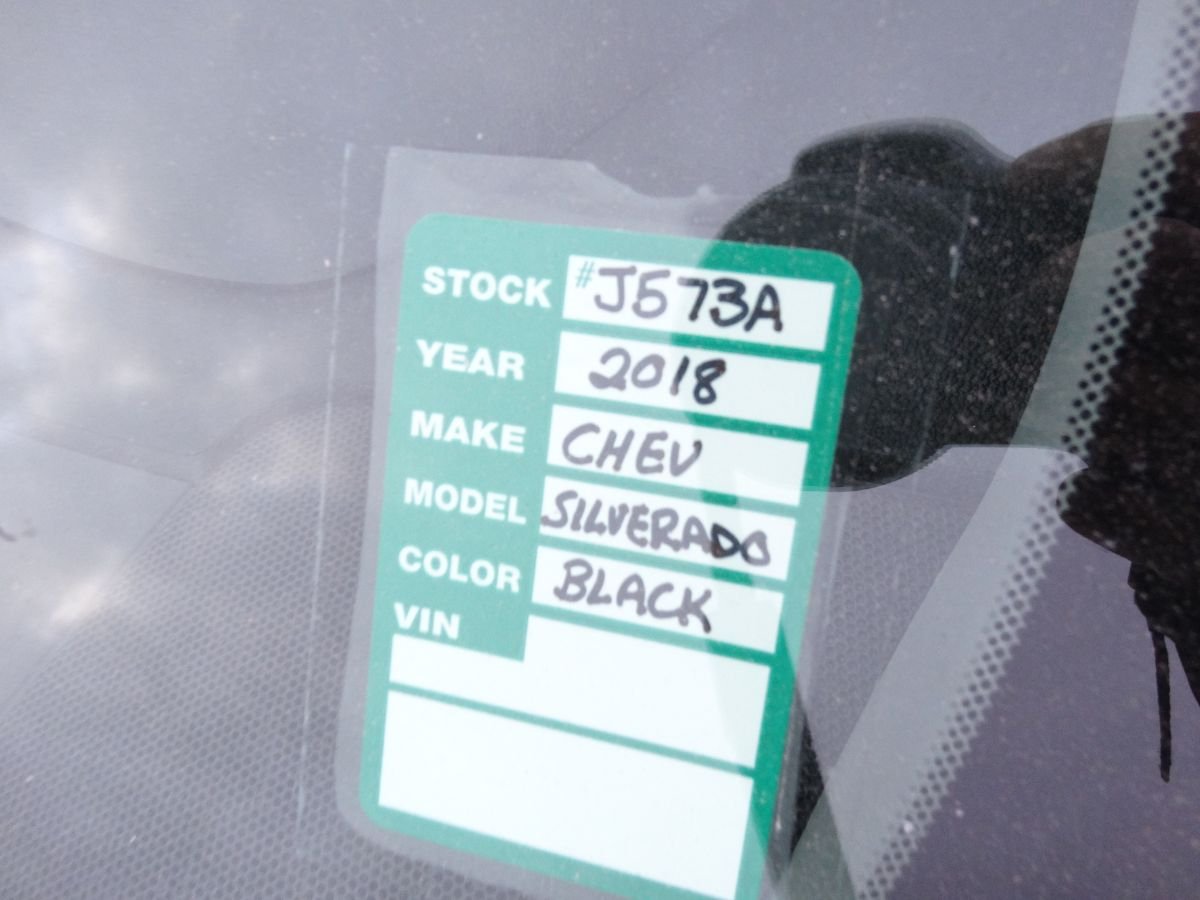 STOCK #J573A
YEAR 2018
MAKE CHEV
MODEL SILVERADO
COLOR BLACK
VIN